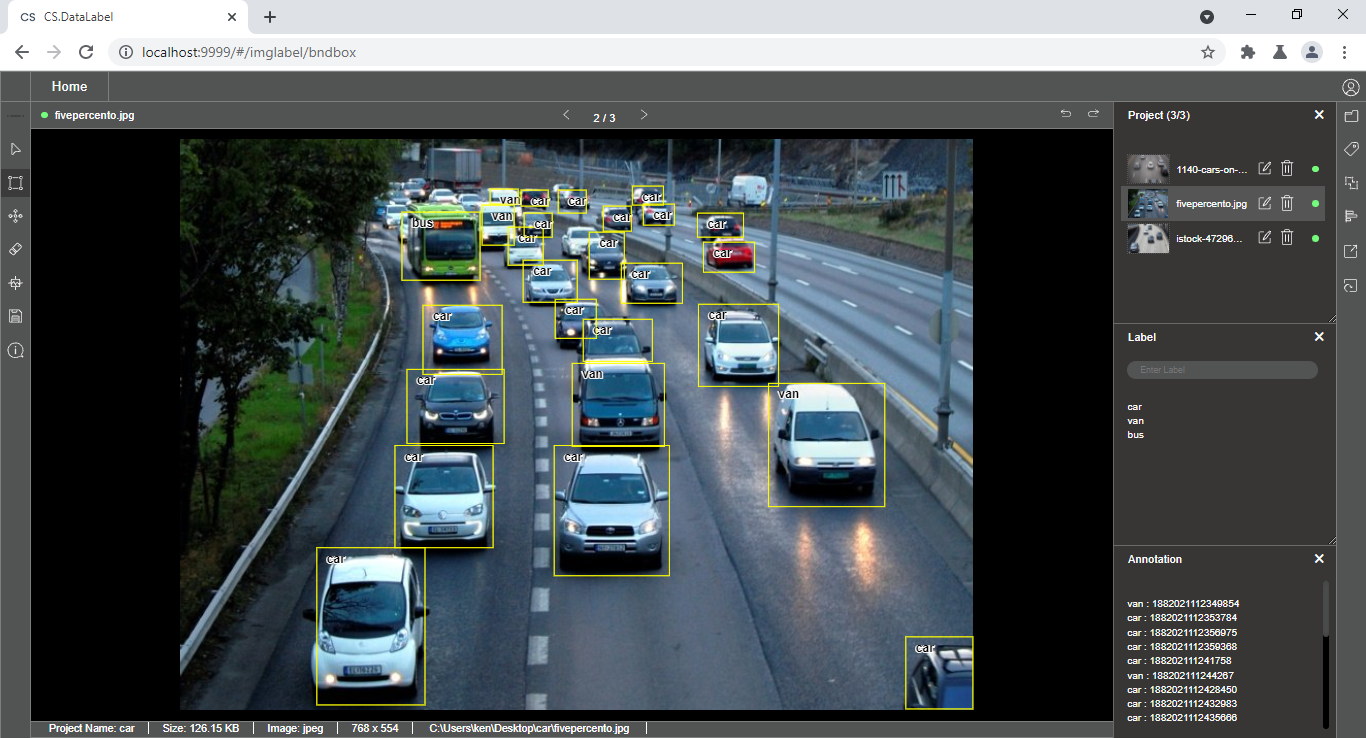 CS CS.DataLabel
localhost:9999/#/imglabel/bndbox
Home
fivepercento.jpg
2 / 3
Project (3/3)
1140-cars-on-...
fivepercento.jpg
istock-47296...
van
car
car
car
car
car
car
van
car
bus
car
car
car
car
car
car
car
car
car
car
car
car
Van
car
van
car
car
car
car
Label
Enter Label
car
van
bus
Annotation
van : 1882021112349854
car : 1882021112353784
car : 1882021112356975
car : 1882021112359368
car : 188202111241758
van : 188202111244267
car : 1882021112428450
car : 1882021112432983
car : 1882021112435666
Project Name: car
Size: 126.15 KB
Image: jpeg
768 x 554
C:\Users\ken\Desktop\car\fivepercento.jpg